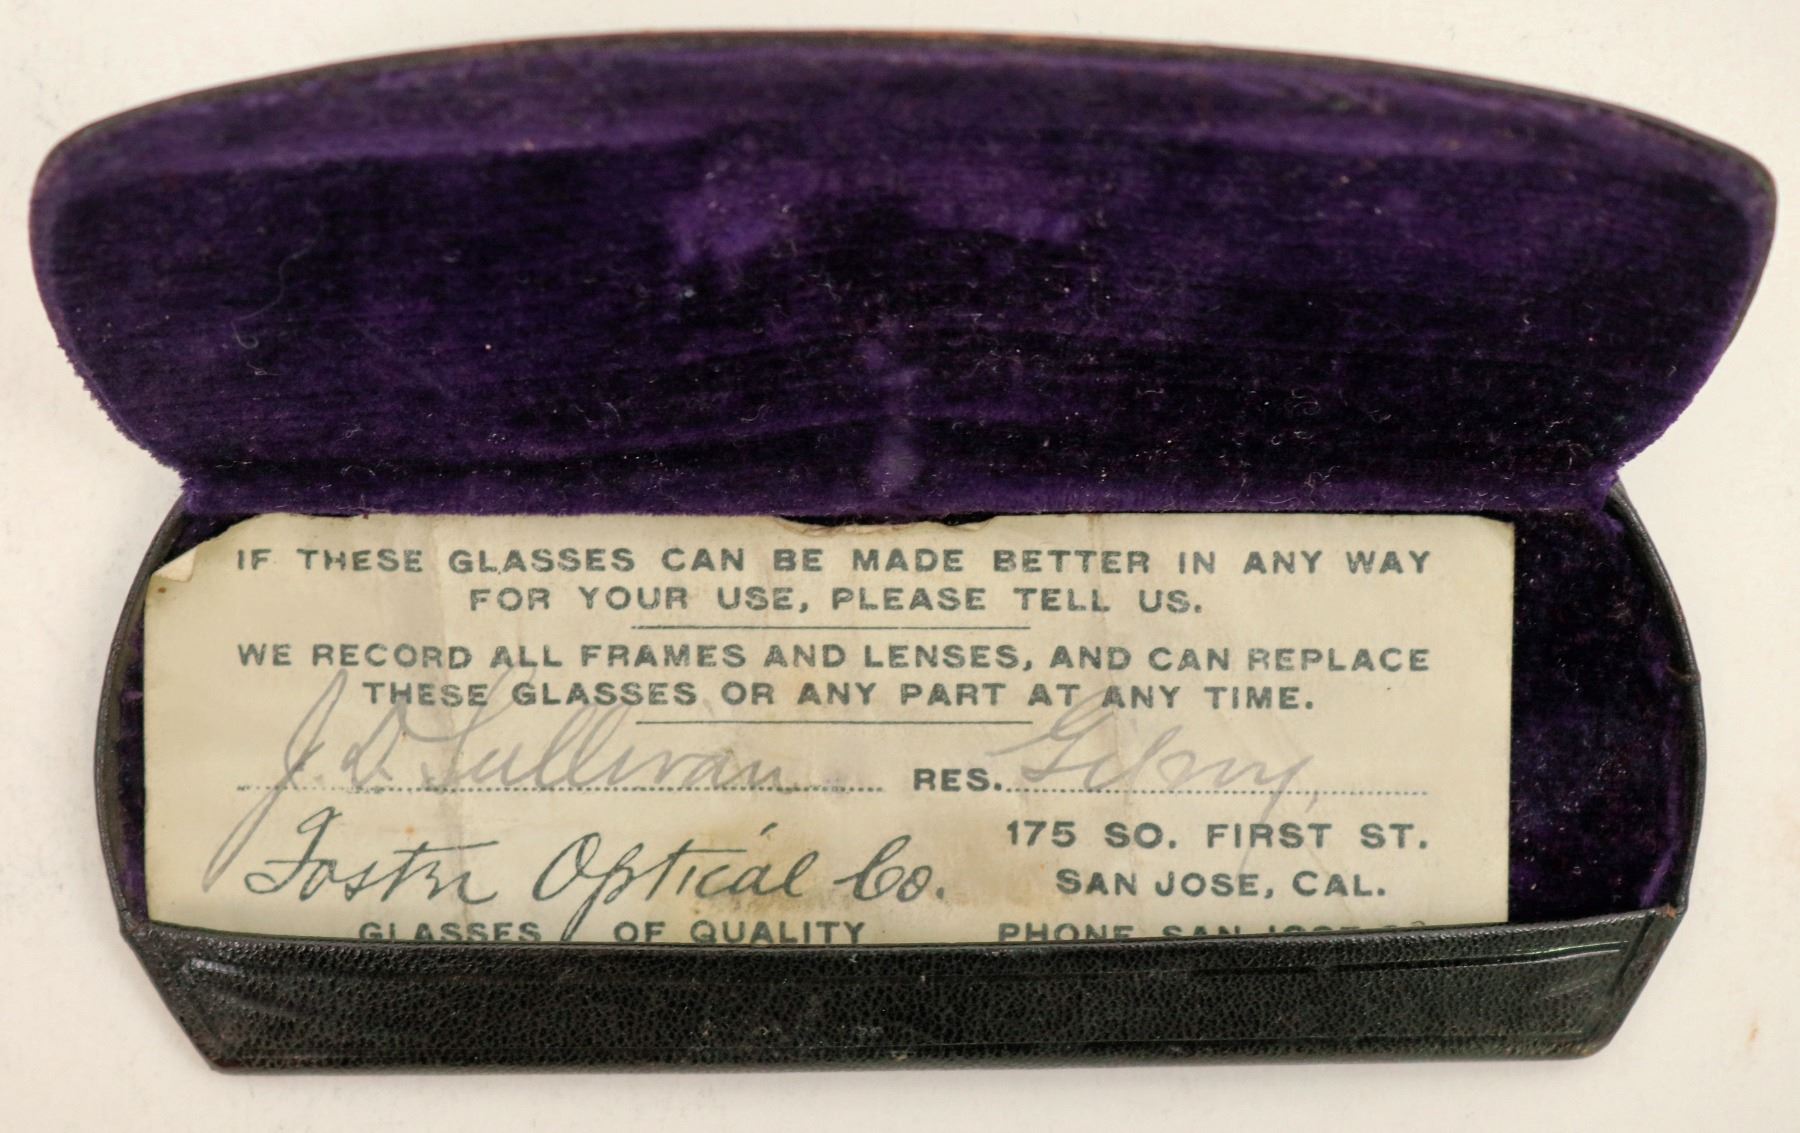 IF THESE GLASSES CAN BE MADE BETTER IN ANY WAY
FOR YOUR USE, PLEASE TELL US.
WE RECORD ALL FRAMES AND LENSES, AND CAN REPLACE
THESE GLASSES OR ANY PART AT ANY TIME.
J. D. Sullivan RES. Gilroy,
Foster Optical Co. 175 SO. FIRST ST.
SAN JOSE, CAL.
GLASSES OF QUALITY PHONE SAN JOSE